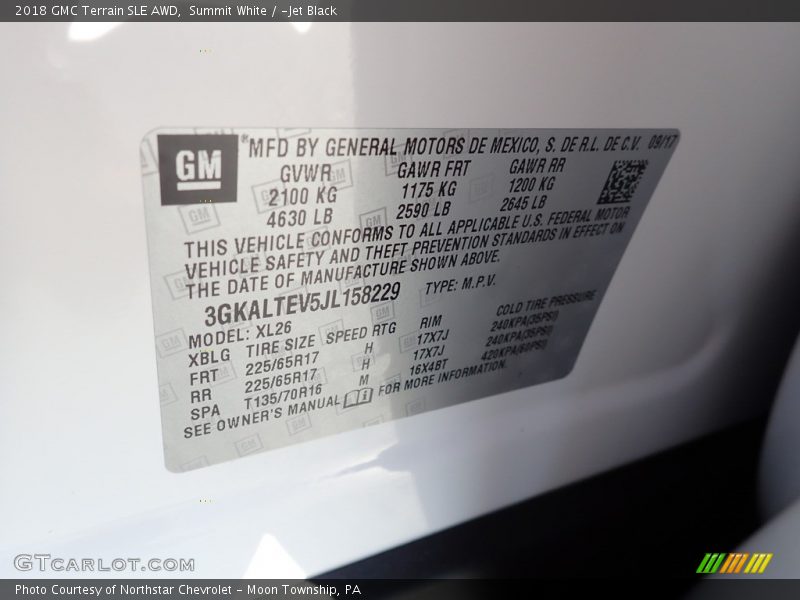 2018 GMC Terrain SLE AWD,  Summit White / -Jet Black
GM
*MFD BY GENERAL MOTORS DE MEXICO, S. DE R.L. DE C.V. 09/17
GVWR GAWR FRT GAWR RR
2100 KG 1175 KG 1200 KG
4630 LB 2590 LB 2645 LB
THIS VEHICLE CONFORMS TO ALL APPLICABLE U.S. FEDERAL MOTOR
VEHICLE SAFETY AND THEFT PREVENTION STANDARDS IN EFFECT ON
THE DATE OF MANUFACTURE SHOWN ABOVE.
3GKALTEV5JL158229 TYPE: M.P.V.
MODEL: XL26
XBLG TIRE SIZE SPEED RTG RIM COLD TIRE PRESSURE
FRT 225/65R17 H 17X7J 240KPA(35PSI)
RR 225/65R17 H 17X7J 240KPA(35PSI)
SPA T135/70R16 M 16X4BT 420KPA(60PSI)
SEE OWNER'S MANUAL FOR MORE INFORMATION.
GTCARLOT.COM
Photo Courtesy of Northstar Chevrolet - Moon Township, PA